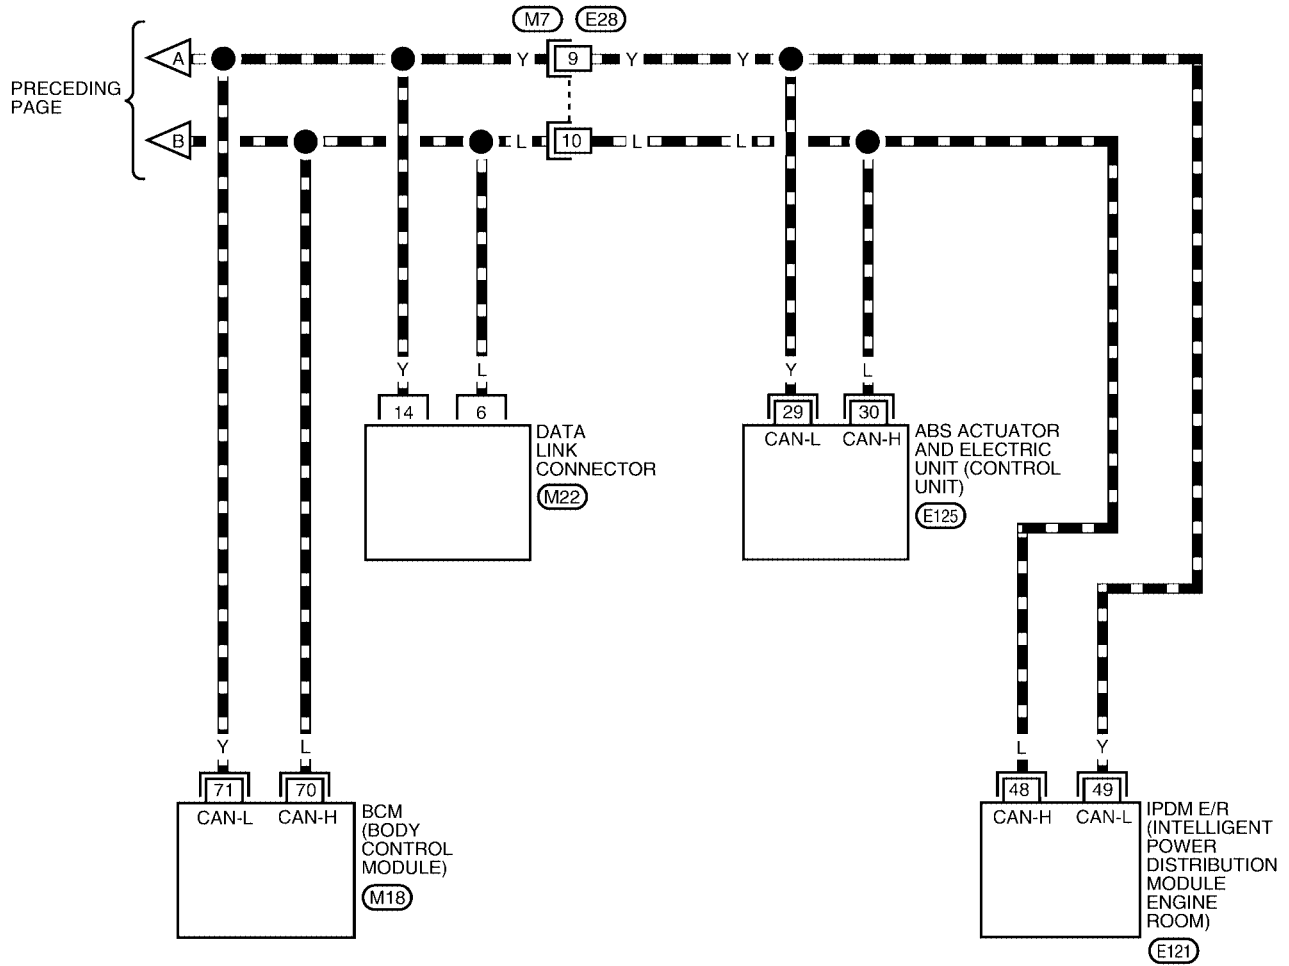 M7 E28
A Y 9 Y Y
PRECEDING
PAGE
B L 10 L L
Y L Y L
14 6 29 30
CAN-L CAN-H
DATA
LINK
CONNECTOR
M22
ABS ACTUATOR
AND ELECTRIC
UNIT (CONTROL
UNIT)
E125
Y L L Y
71 70 48 49
CAN-L CAN-H CAN-H CAN-L
BCM
(BODY
CONTROL
MODULE)
M18
IPDM E/R
(INTELLIGENT
POWER
DISTRIBUTION
MODULE
ENGINE
ROOM)
E121